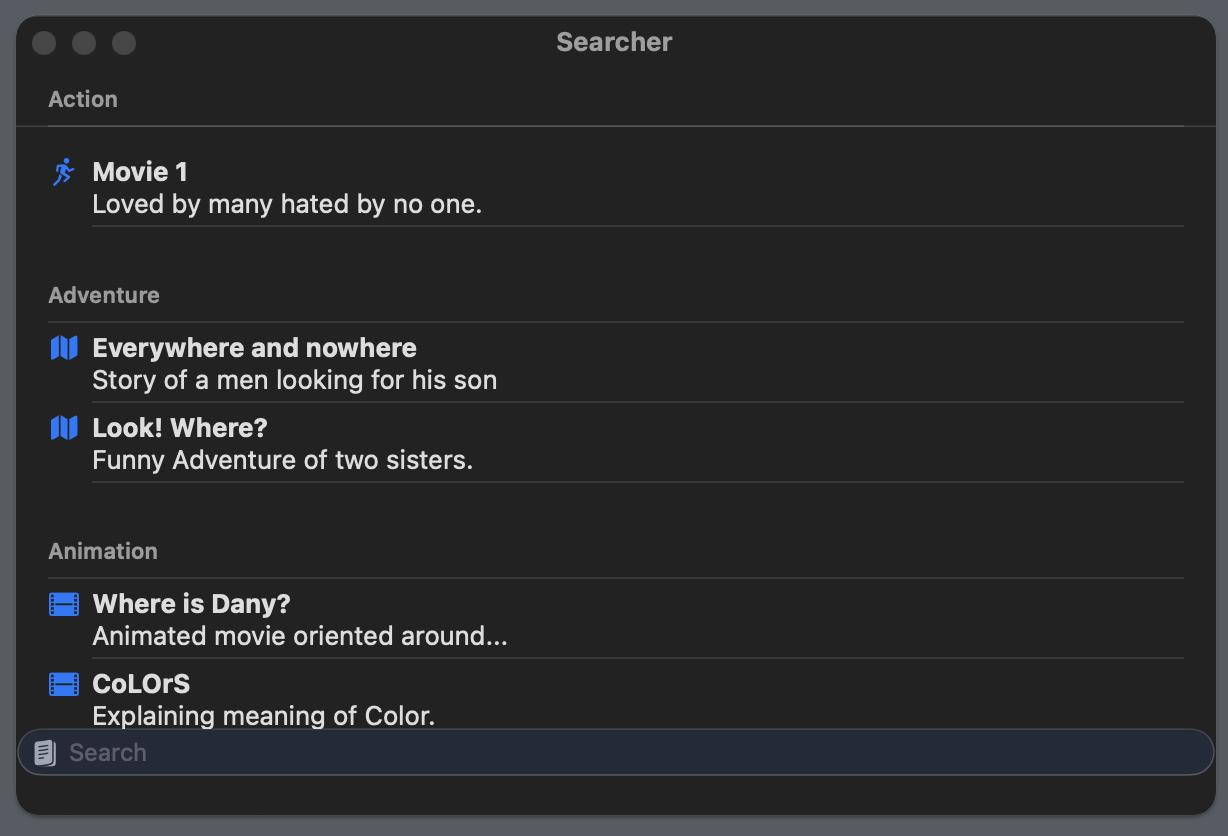 Searcher
Action
Movie 1
Loved by many hated by no one.
Adventure
Everywhere and nowhere
Story of a men looking for his son
Look! Where?
Funny Adventure of two sisters.
Animation
Where is Dany?
Animated movie oriented around...
CoLOrS
Explaining meaning of Color.
Search